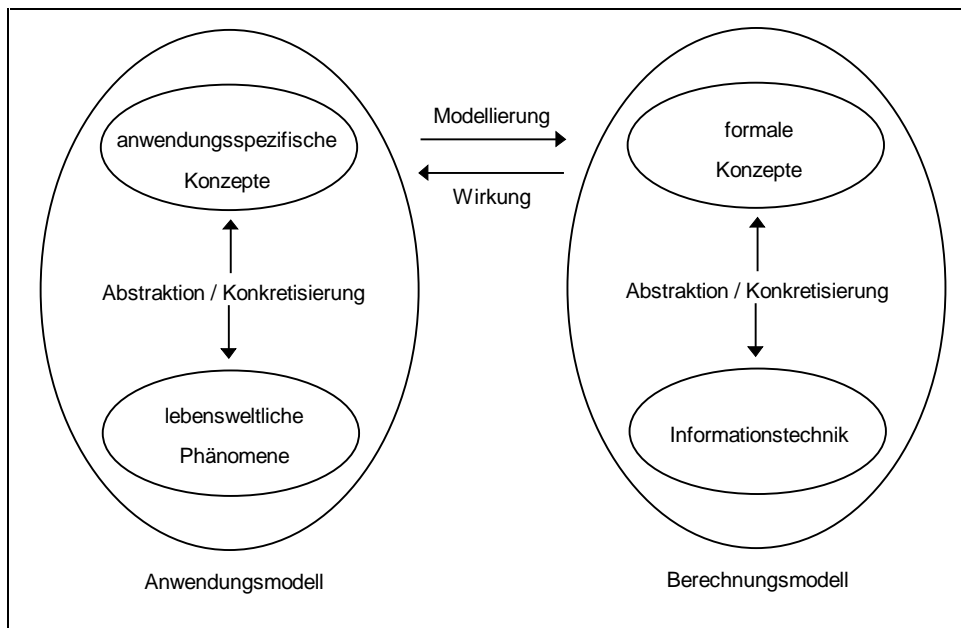 anwendungsspezifische
Konzepte
Modellierung
Wirkung
formale
Konzepte
Abstraktion / Konkretisierung
Abstraktion / Konkretisierung
lebensweltliche
Phänomene
Informationstechnik
Anwendungsmodell
Berechnungsmodell